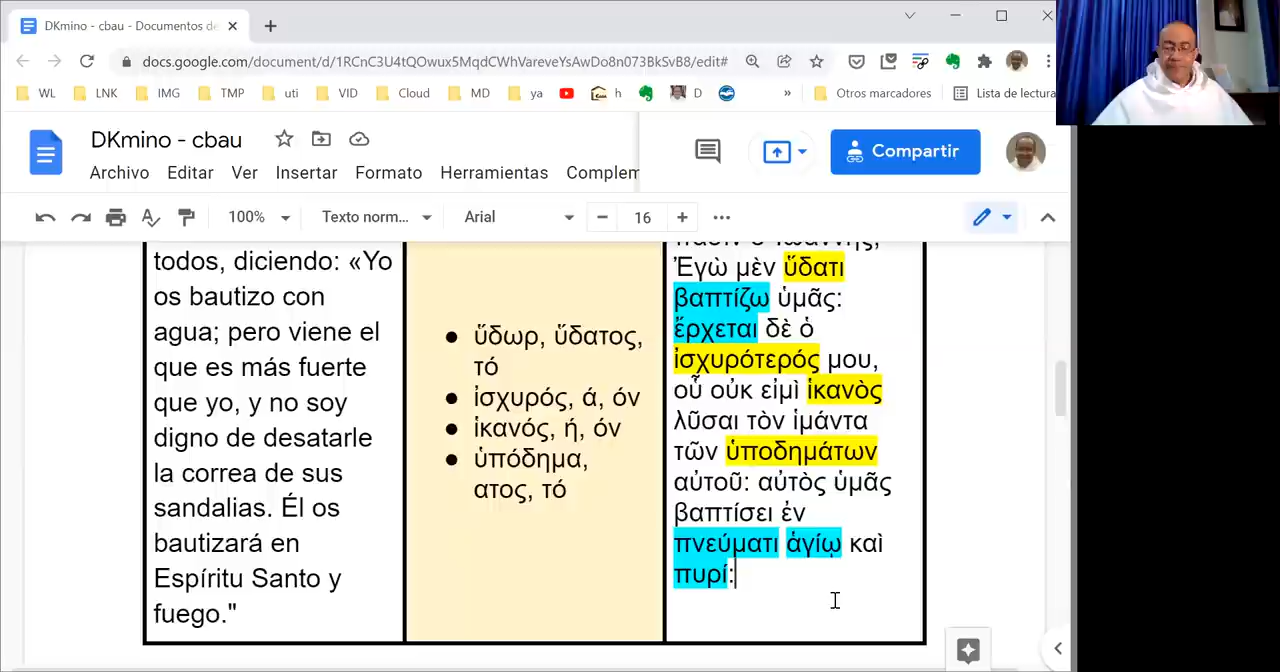 DKmino - cbau - Documentos de
docs.google.com/document/d/1RCnC3U4tQOwux5MqdCWhVareveYsAwDo8n073BkSvB8/edit#
WL LNK IMG TMP uti VID Cloud MD ya h D » Otros marcadores Lista de lectura
DKmino - cbau
Compartir
Archivo Editar Ver Insertar Formato Herramientas Complem
100% Texto norm... Arial 16
todos, diciendo: «Yo
os bautizo con
agua; pero viene el
que es más fuerte
que yo, y no soy
digno de desatarle
la correa de sus
sandalias. Él os
bautizará en
Espíritu Santo y
fuego."
● ὕδωρ, ὕδατος,
τό
● ἰσχυρός, ά, όν
● ἱκανός, ή, όν
● ὑπόδημα,
ατος, τό
Ἐγὼ μὲν ὕδατι
βαπτίζω ὑμᾶς:
ἔρχεται δὲ ὁ
ἰσχυρότερός μου,
οὗ οὐκ εἰμὶ ἱκανὸς
λῦσαι τὸν ἱμάντα
τῶν ὑποδημάτων
αὐτοῦ: αὐτὸς ὑμᾶς
βαπτίσει ἐν
πνεύματι ἁγίῳ καὶ
πυρί: